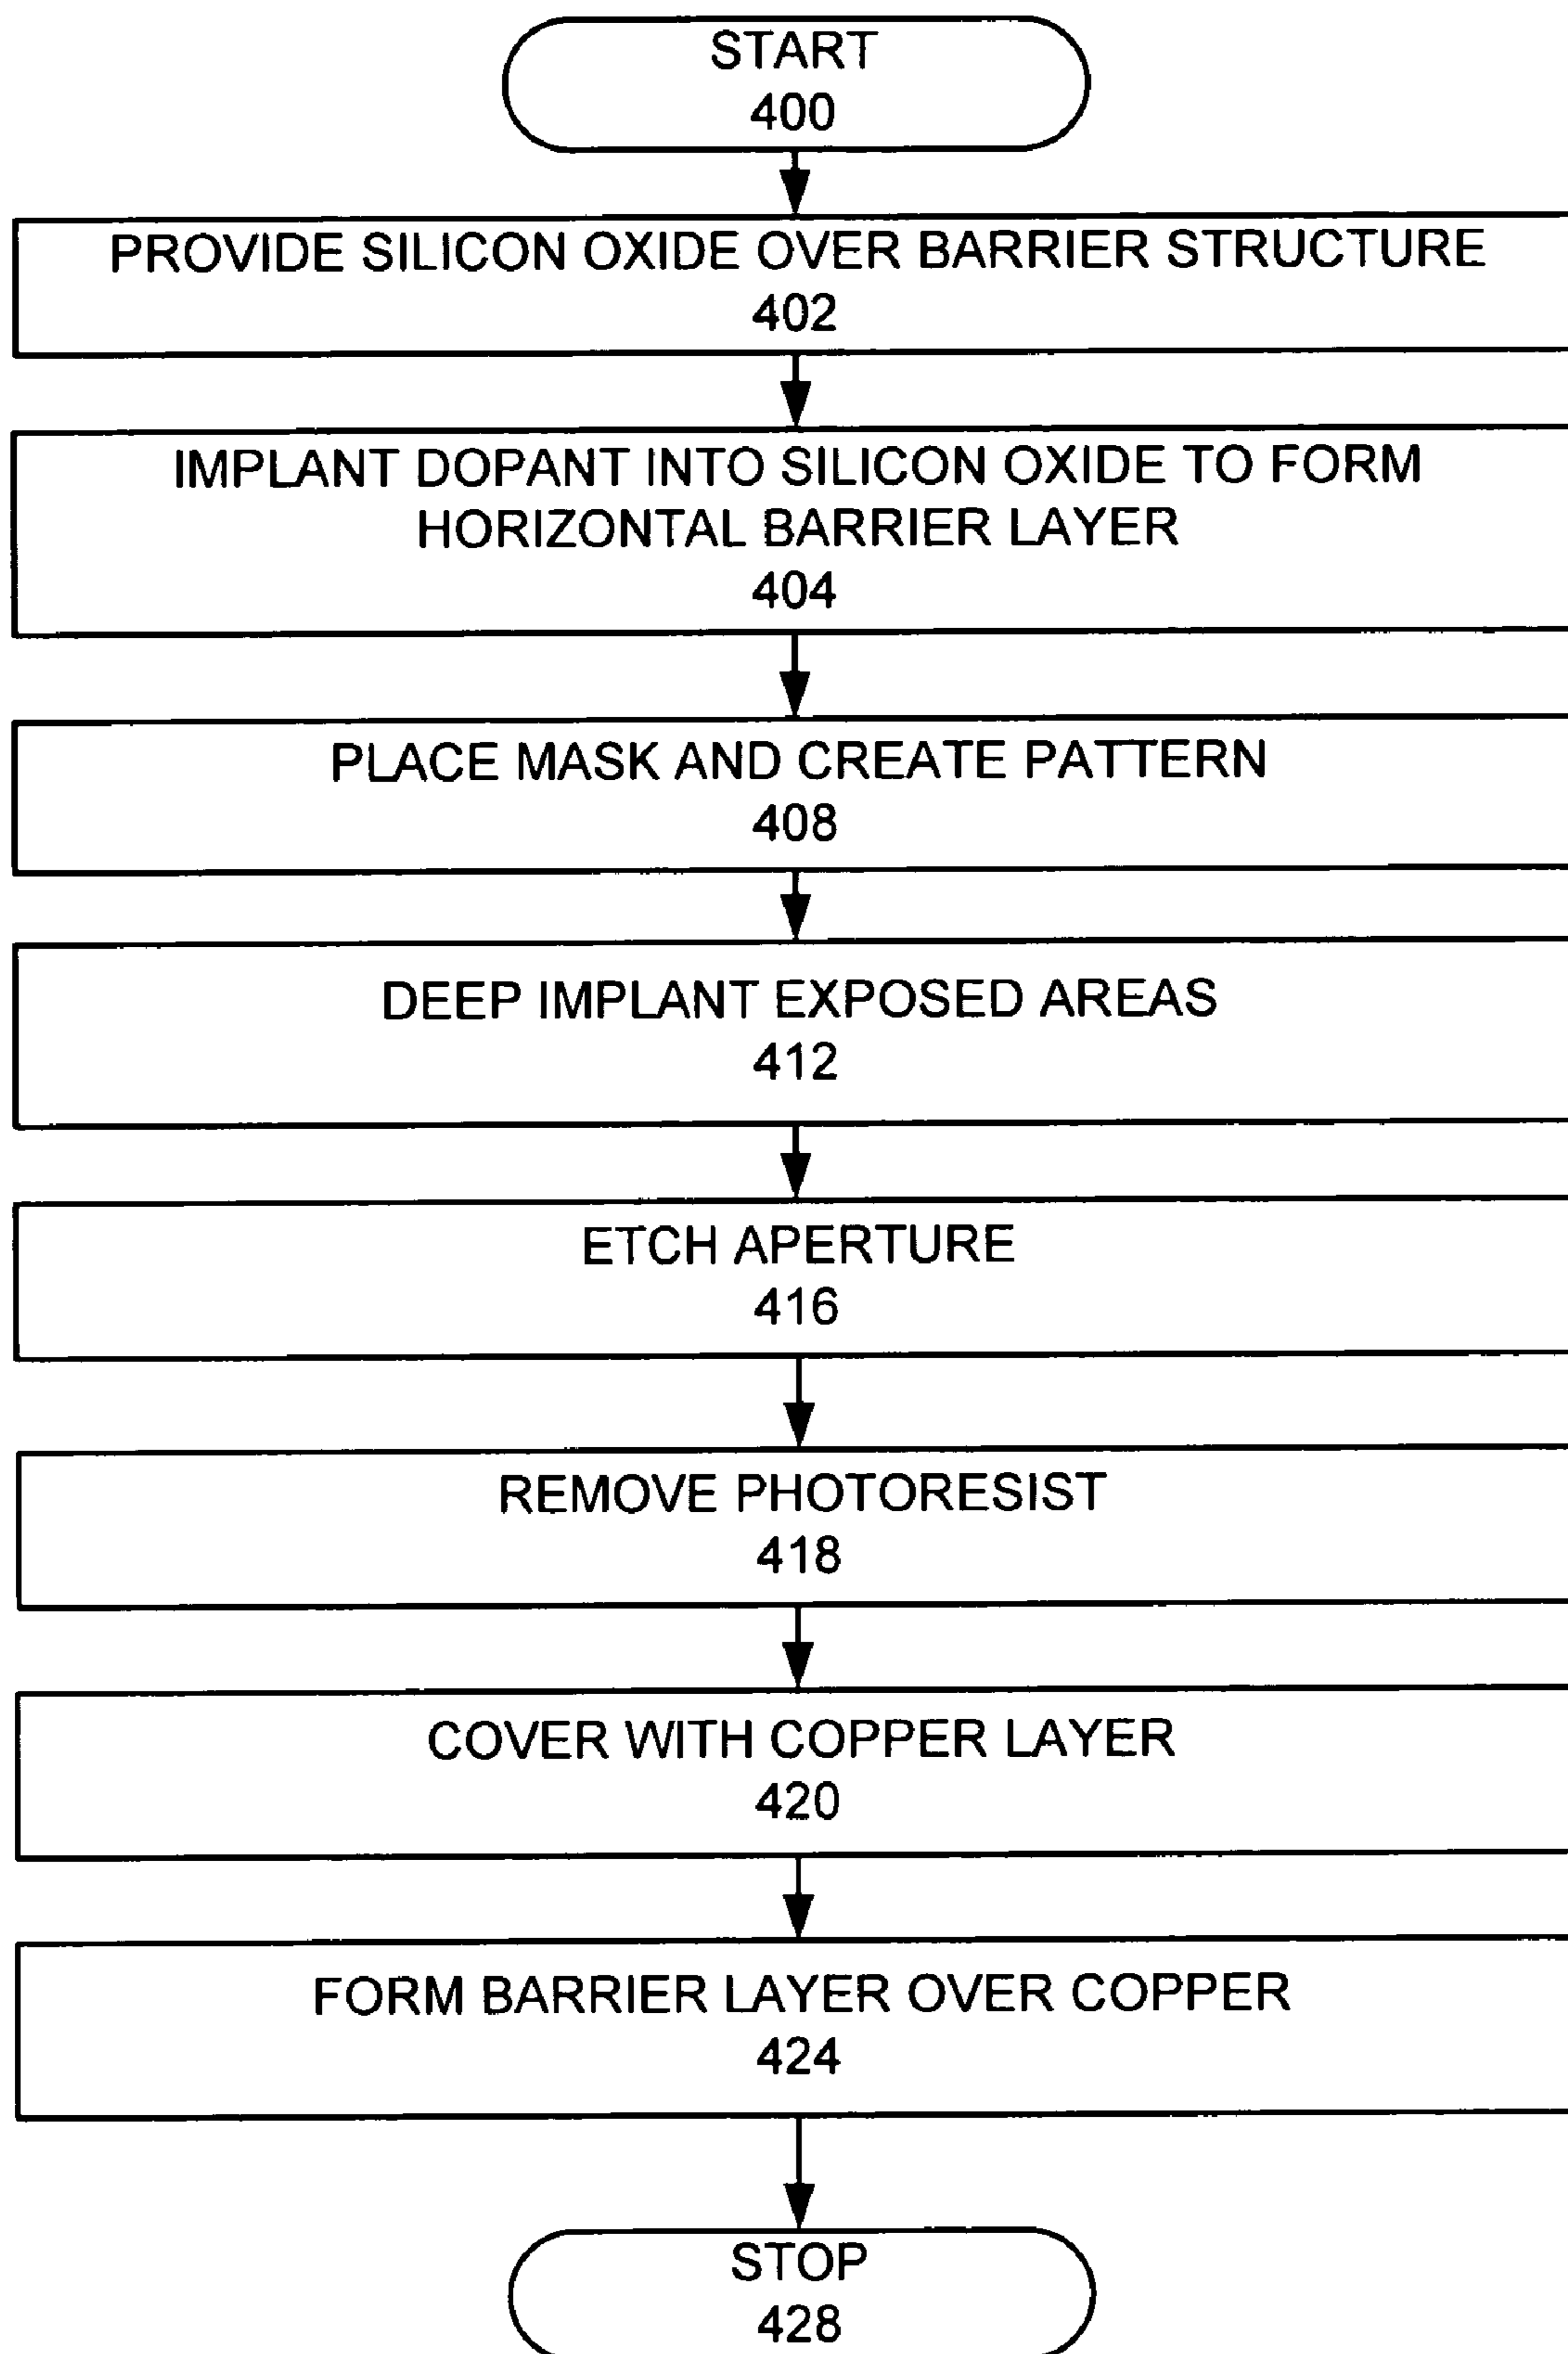 START
400
PROVIDE SILICON OXIDE OVER BARRIER STRUCTURE
402
IMPLANT DOPANT INTO SILICON OXIDE TO FORM
HORIZONTAL BARRIER LAYER
404
PLACE MASK AND CREATE PATTERN
408
DEEP IMPLANT EXPOSED AREAS
412
ETCH APERTURE
416
REMOVE PHOTORESIST
418
COVER WITH COPPER LAYER
420
FORM BARRIER LAYER OVER COPPER
424
STOP
428